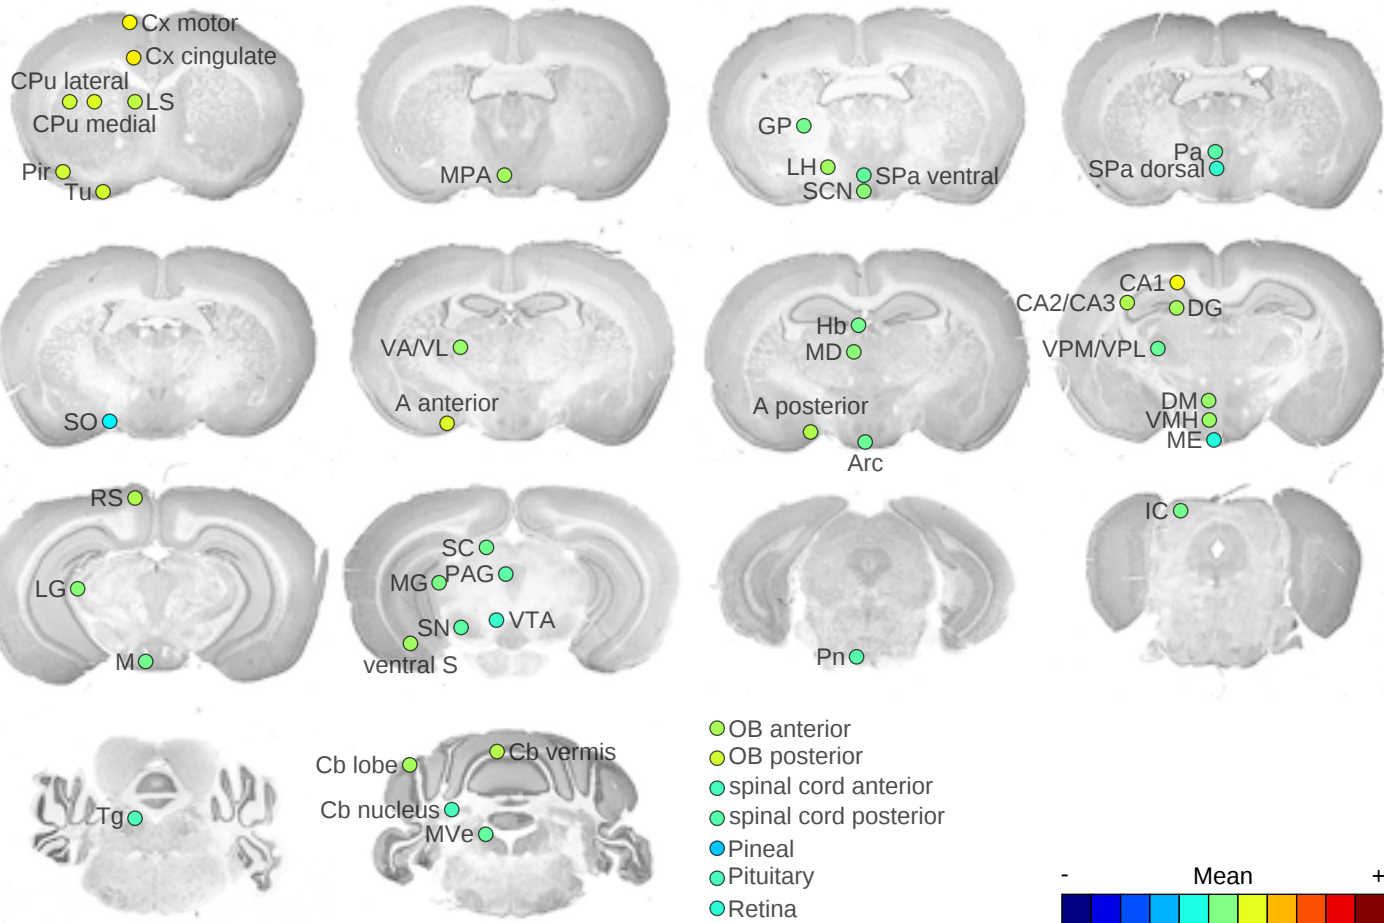 Cx motor
Cx cingulate
CPu lateral
LS
CPu medial
Pir
Tu
MPA
GP
LH
SPa ventral
SCN
Pa
SPa dorsal
SO
VA/VL
A anterior
Hb
MD
A posterior
Arc
CA1
CA2/CA3
DG
VPM/VPL
DM
VMH
ME
RS
LG
M
SC
PAG
MG
SN
VTA
ventral S
Pn
IC
Tg
Cb lobe
Cb vermis
Cb nucleus
MVe
OB anterior
OB posterior
spinal cord anterior
spinal cord posterior
Pineal
Pituitary
Retina
- Mean +